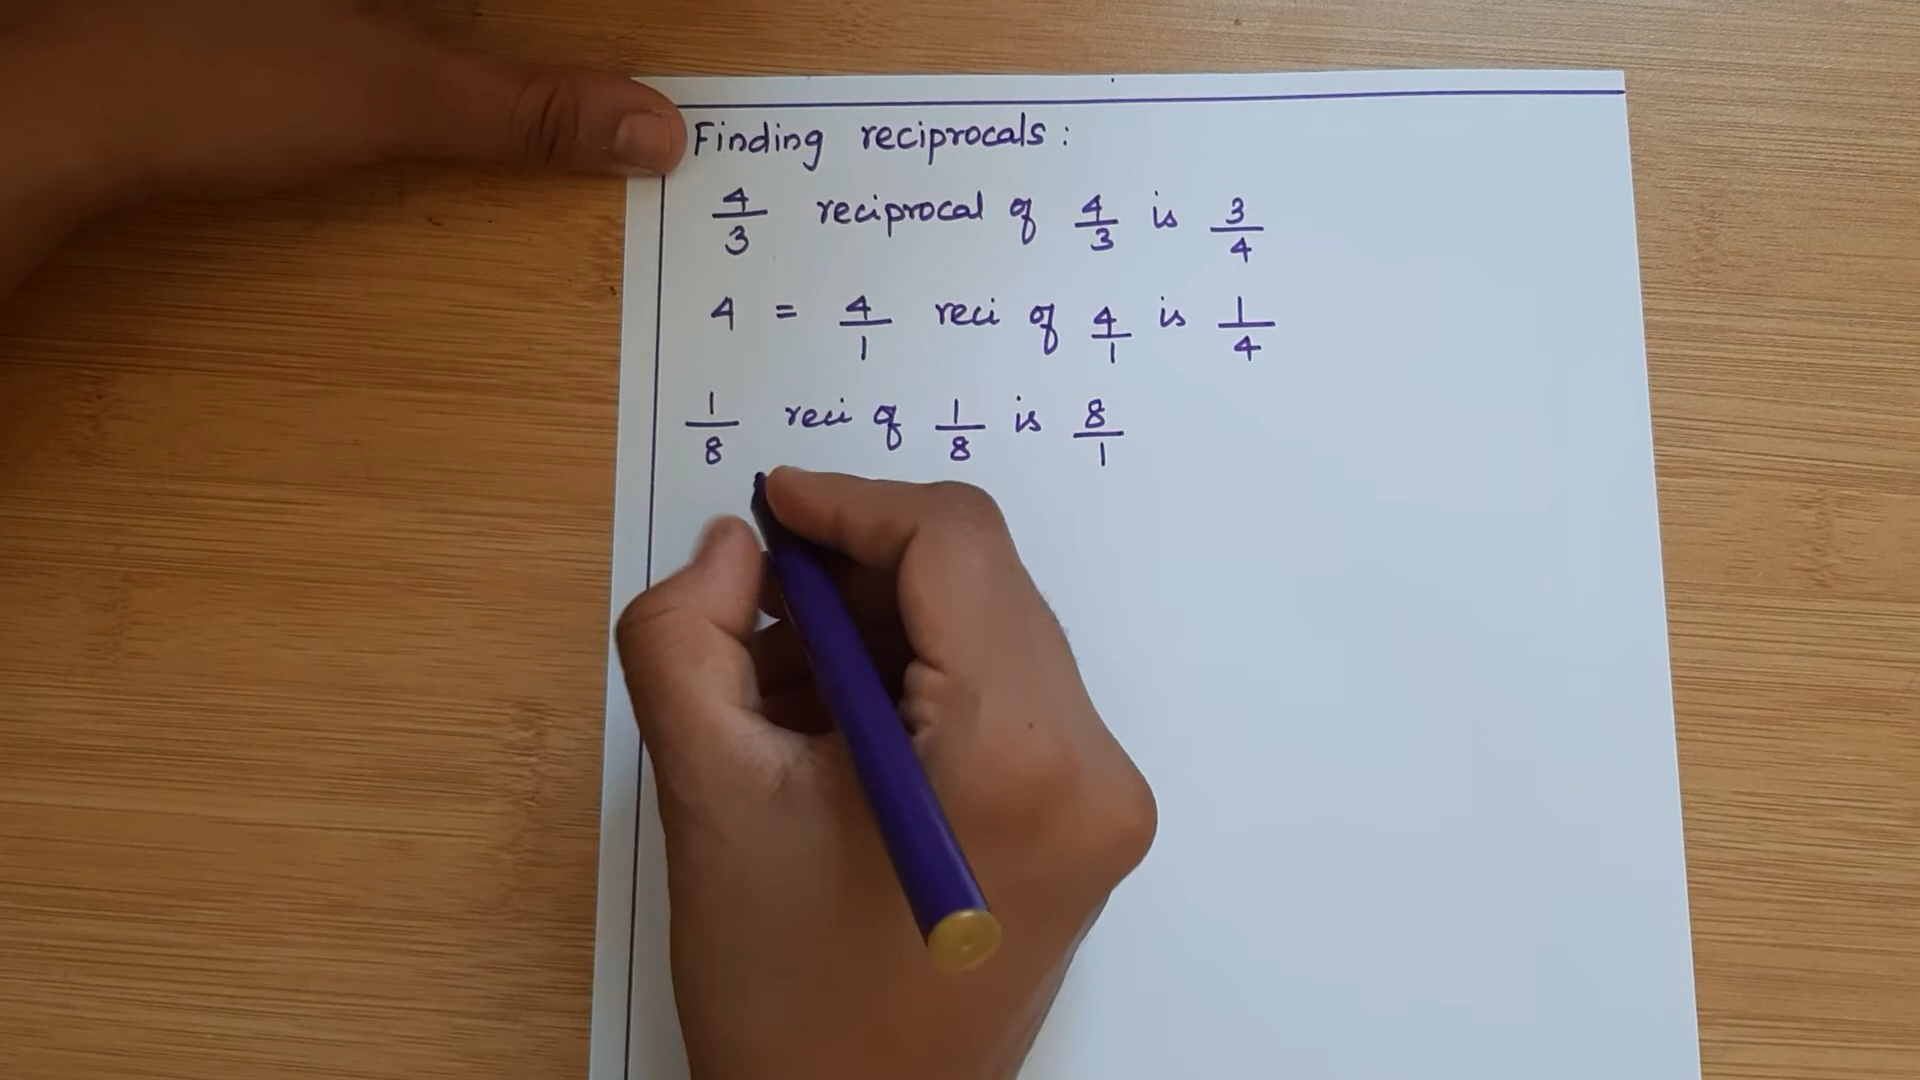 Finding reciprocals :
4/3 reciprocal of 4/3 is 3/4
4 = 4/1 reci of 4/1 is 1/4
1/8 reci of 1/8 is 8/1